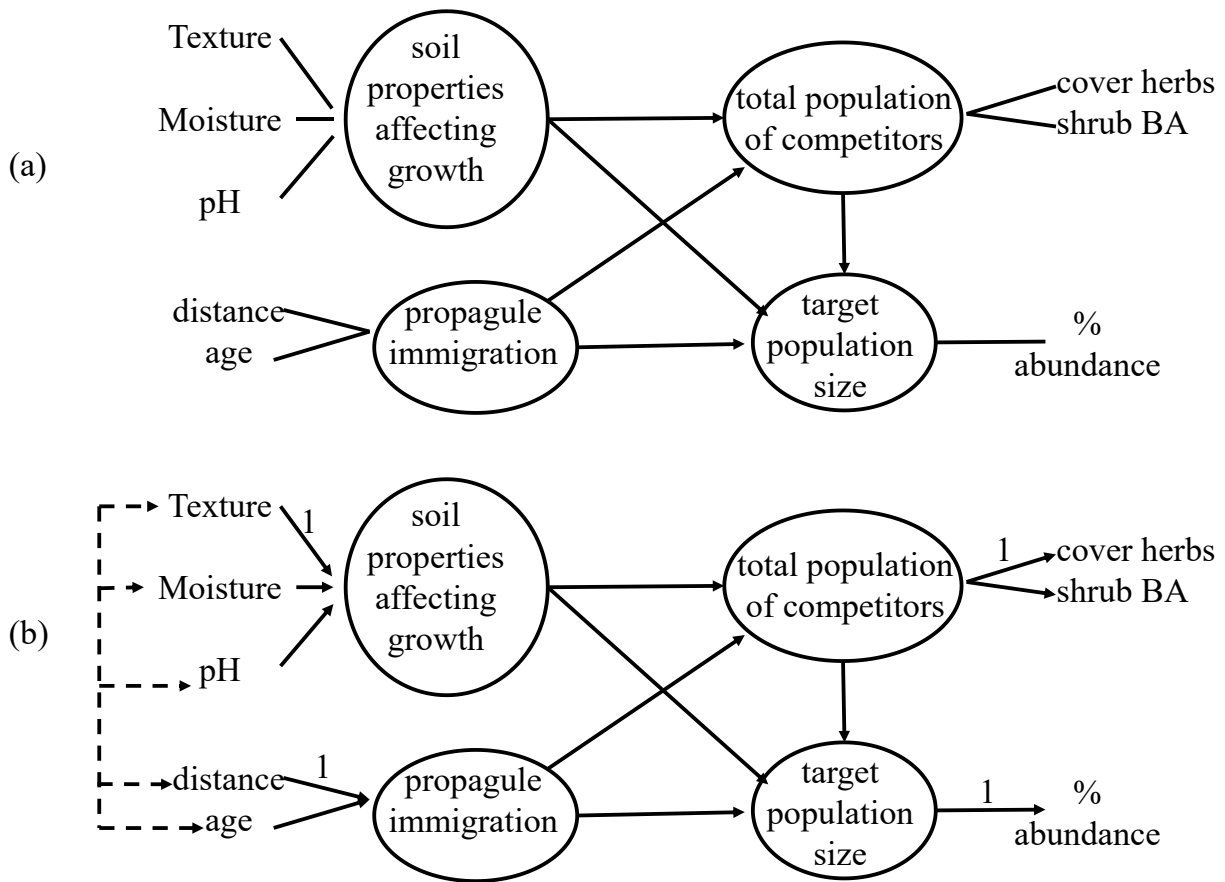 (a)
Texture
Moisture
pH
soil
properties
affecting
growth
total population
of competitors
cover herbs
shrub BA
distance
age
propagule
immigration
target
population
size
%
abundance
(b)
Texture
1
Moisture
pH
soil
properties
affecting
growth
total population
of competitors
1
cover herbs
shrub BA
distance
1
age
propagule
immigration
target
population
size
1
%
abundance